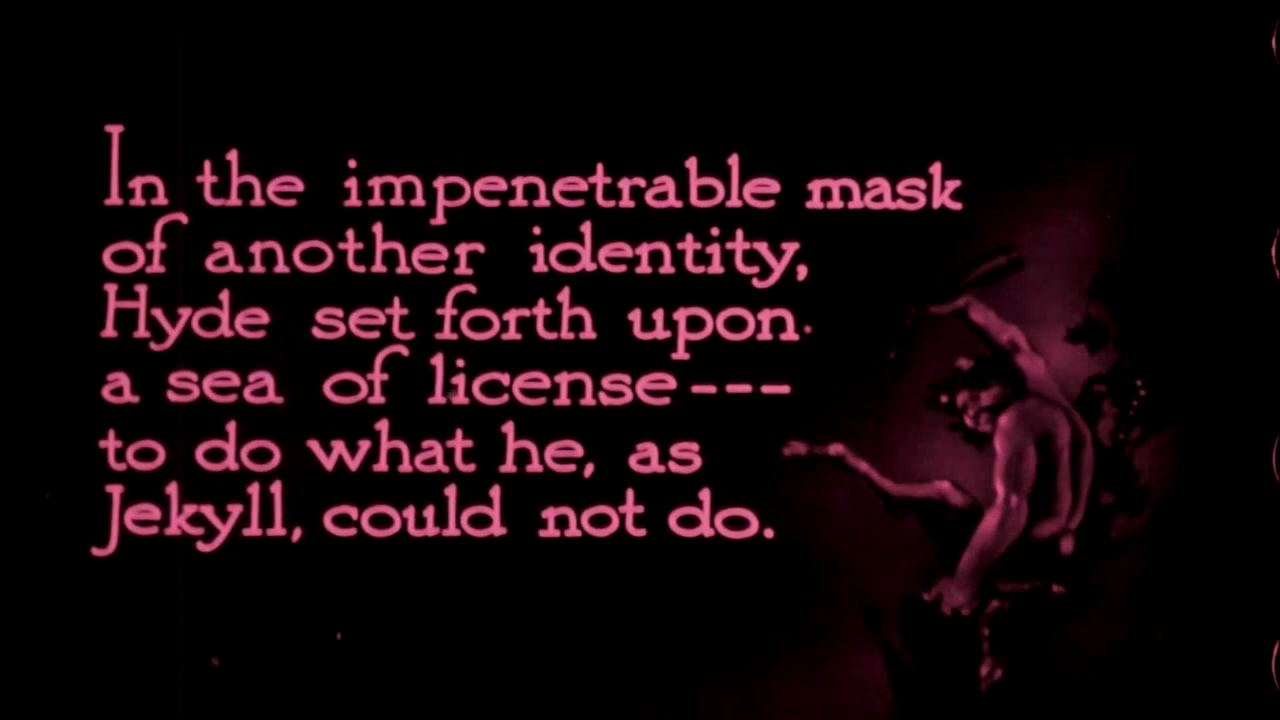 In the impenetrable mask
of another identity,
Hyde set forth upon
a sea of license---
to do what he, as
Jekyll, could not do.